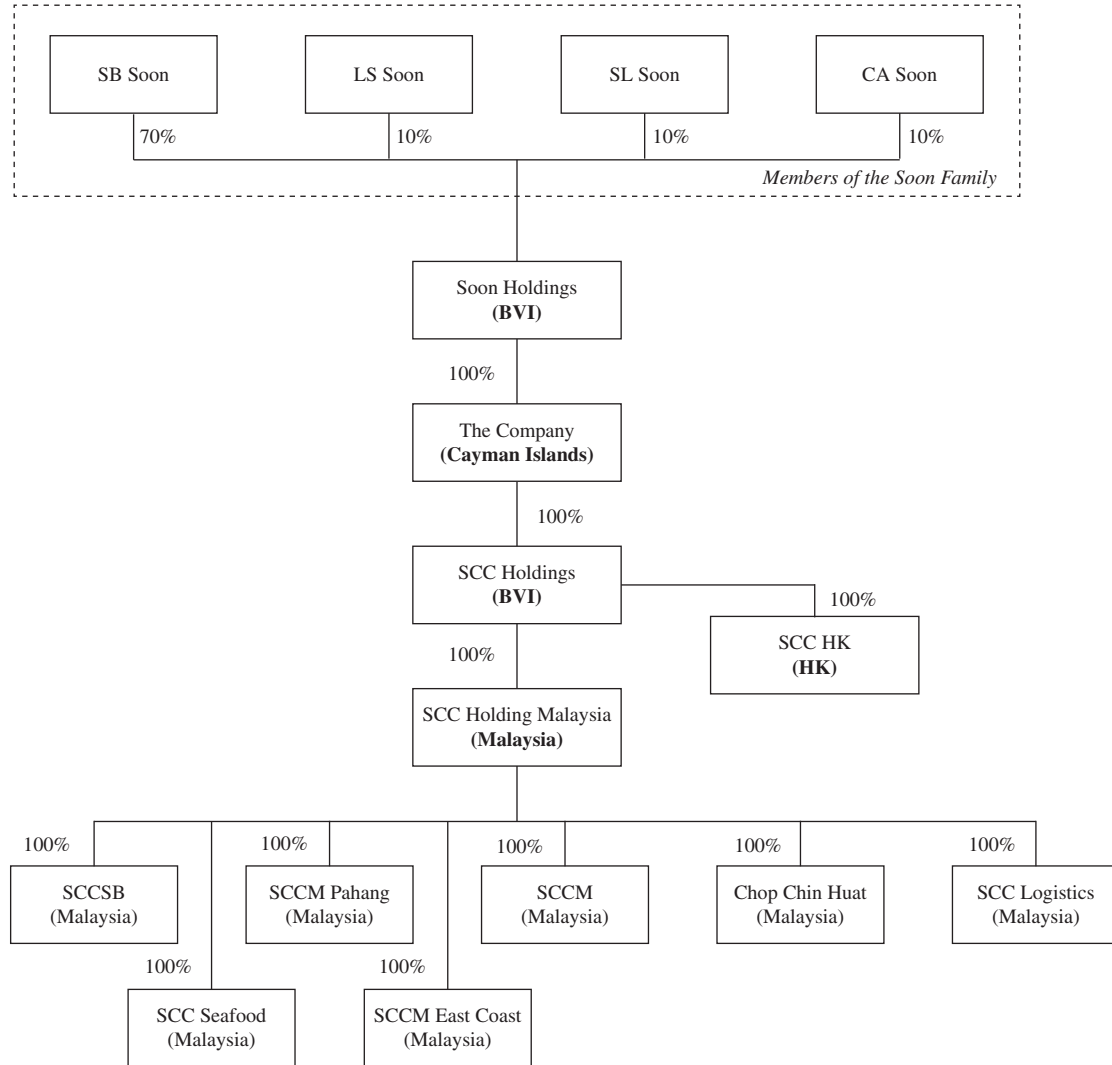 SB Soon
LS Soon
SL Soon
CA Soon
70%
10%
10%
10%
Members of the Soon Family
Soon Holdings
(BVI)
100%
The Company
(Cayman Islands)
100%
SCC Holdings
(BVI)
100%
SCC HK
(HK)
100%
SCC Holding Malaysia
(Malaysia)
100%
SCCSB
(Malaysia)
100%
SCCM Pahang
(Malaysia)
100%
SCCM
(Malaysia)
100%
Chop Chin Huat
(Malaysia)
100%
SCC Logistics
(Malaysia)
100%
SCC Seafood
(Malaysia)
100%
SCCM East Coast
(Malaysia)